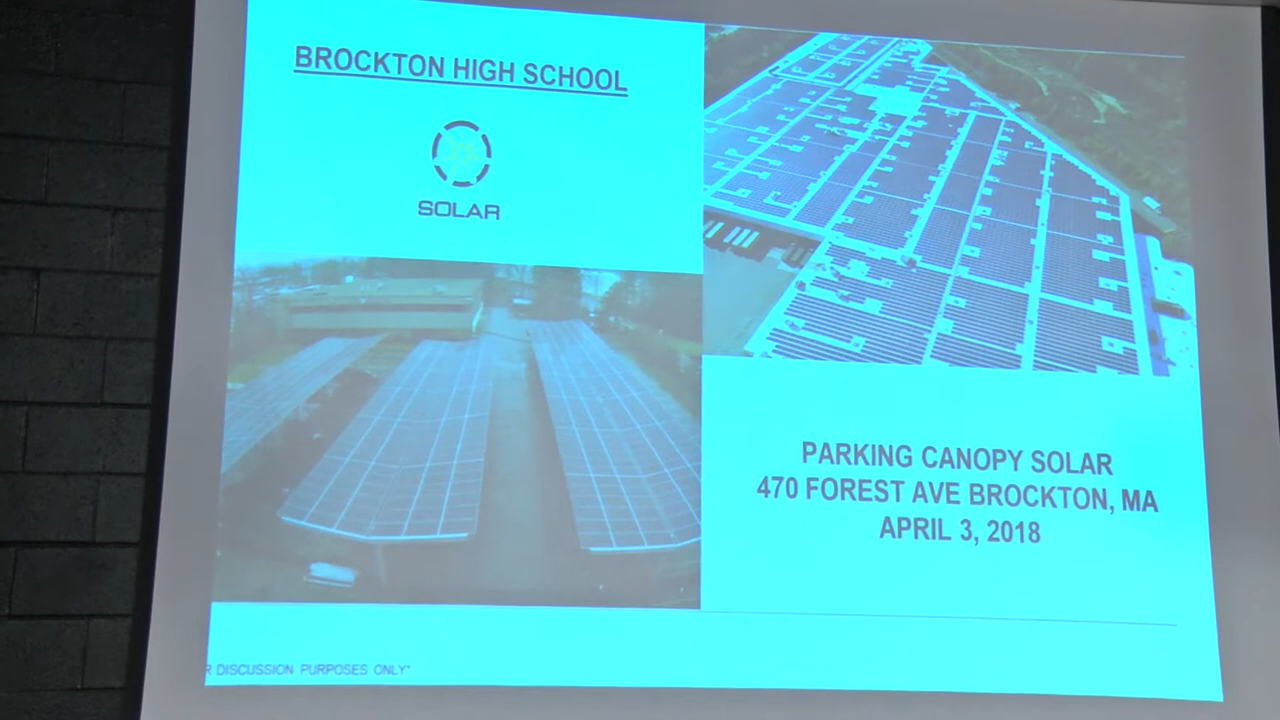 BROCKTON HIGH SCHOOL
SOLAR
PARKING CANOPY SOLAR
470 FOREST AVE BROCKTON, MA
APRIL 3, 2018
R DISCUSSION PURPOSES ONLY"